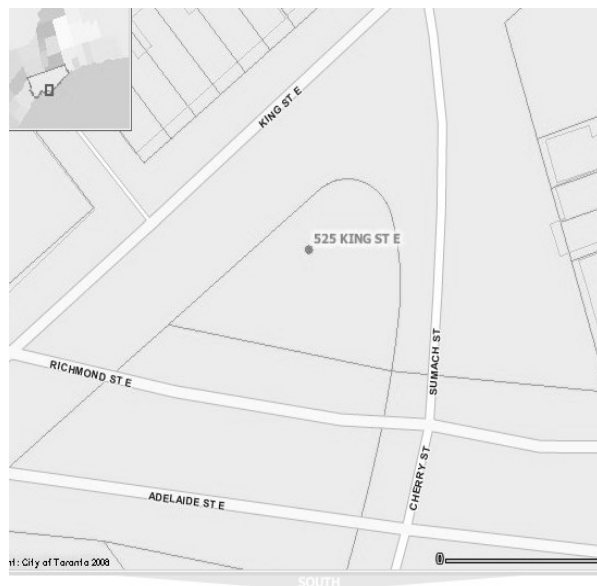 KING ST E
525 KING ST E
SUMACH ST
RICHMOND ST E
CHERRY ST
ADELAIDE ST E
nt: City of Toronto 2008
0
SOUTH